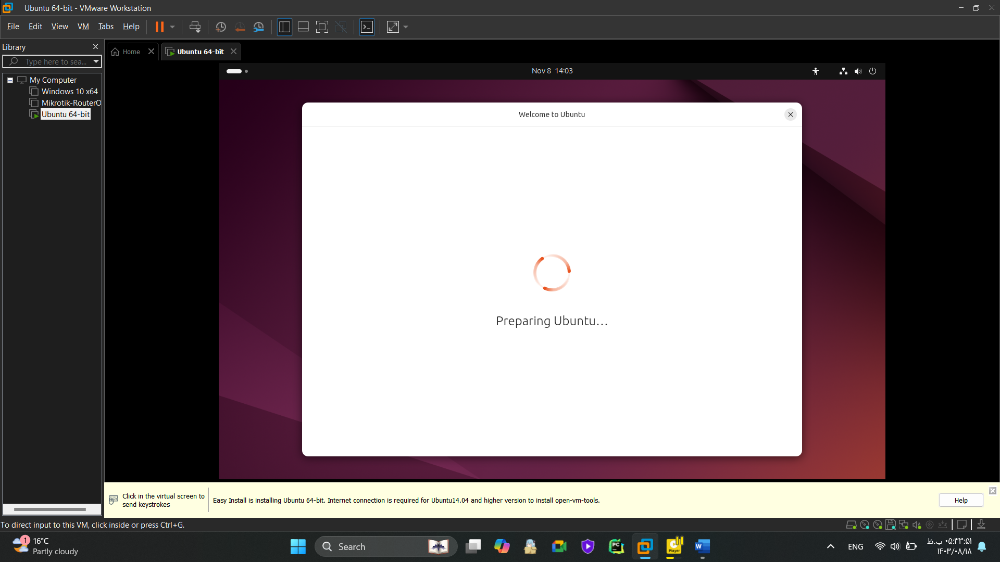 Ubuntu 64-bit - VMware Workstation
File Edit View VM Tabs Help
Library
Type here to sea...
My Computer
Windows 10 x64
Mikrotik-RouterO
Ubuntu 64-bit
Home
Ubuntu 64-bit
Nov 8 14:03
Welcome to Ubuntu
Preparing Ubuntu...
Click in the virtual screen to
send keystrokes
Easy Install is installing Ubuntu 64-bit. Internet connection is required for Ubuntu14.04 and higher version to install open-vm-tools.
Help
To direct input to this VM, click inside or press Ctrl+G.
1
16°C
Partly cloudy
Search
PC
Player
W
ENG
۰۵:۳۳:۵۱ ب.ظ
۱۴۰۳/۰۸/۱۸